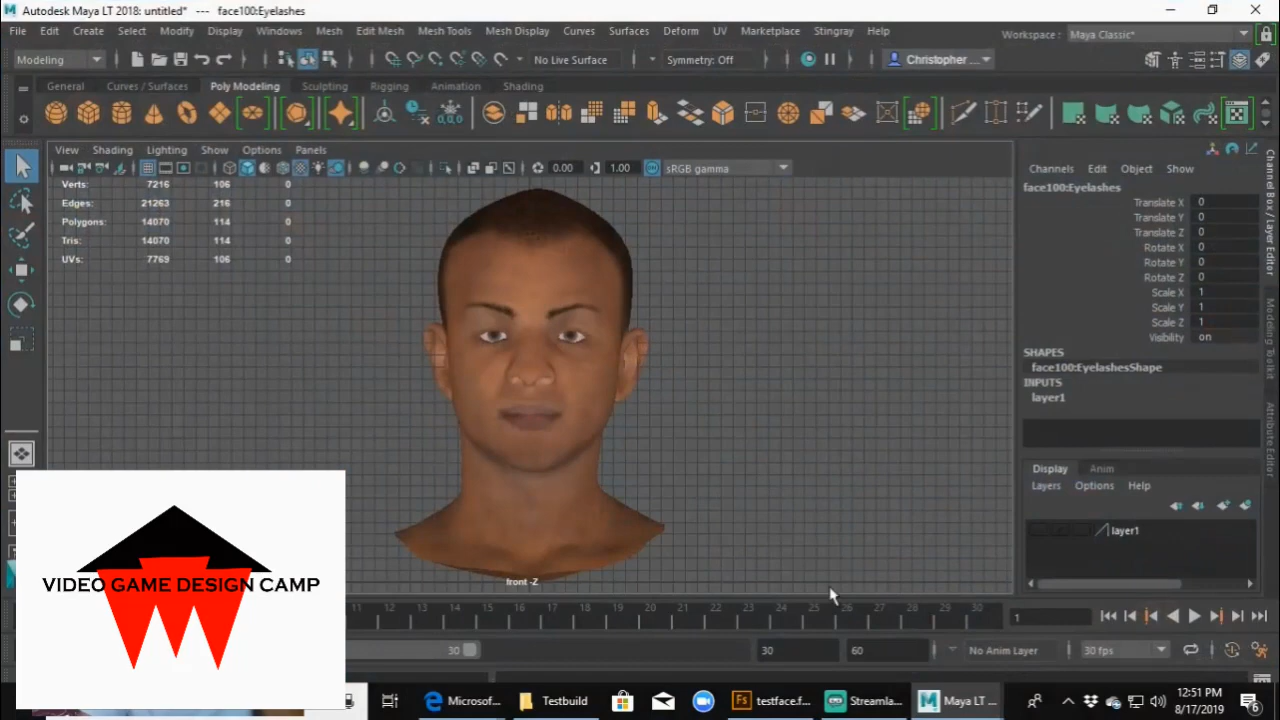 Autodesk Maya LT 2018: untitled* --- face100:Eyelashes
File Edit Create Select Modify Display Windows Mesh Edit Mesh Mesh Tools Mesh Display Curves Surfaces Deform UV Marketplace Stingray Help
Workspace : Maya Classic*
Modeling No Live Surface Symmetry: Off Christopher ...
General Curves / Surfaces Poly Modeling Sculpting Rigging Animation Shading
View Shading Lighting Show Options Panels
0.00 1.00 sRGB gamma
Verts: 7216 106 0
Edges: 21263 216 0
Polygons: 14070 114 0
Tris: 14070 114 0
UVs: 7769 106 0
front -Z
Channels Edit Object Show
face100:Eyelashes
Translate X 0
Translate Y 0
Translate Z 0
Rotate X 0
Rotate Y 0
Rotate Z 0
Scale X 1
Scale Y 1
Scale Z 1
Visibility on
SHAPES
face100:EyelashesShape
INPUTS
layer1
Display Anim
Layers Options Help
layer1
Channel Box / Layer Editor
Modeling Toolkit
Attribute Editor
VIDEO GAME DESIGN CAMP
11 12 13 14 15 16 17 18 19 20 21 22 23 24 25 26 27 28 29 30 1
30 30 60 No Anim Layer 30 fps
Microsof... Testbuild testface.f... Streamla... Maya LT ...
12:51 PM
8/17/2019
6